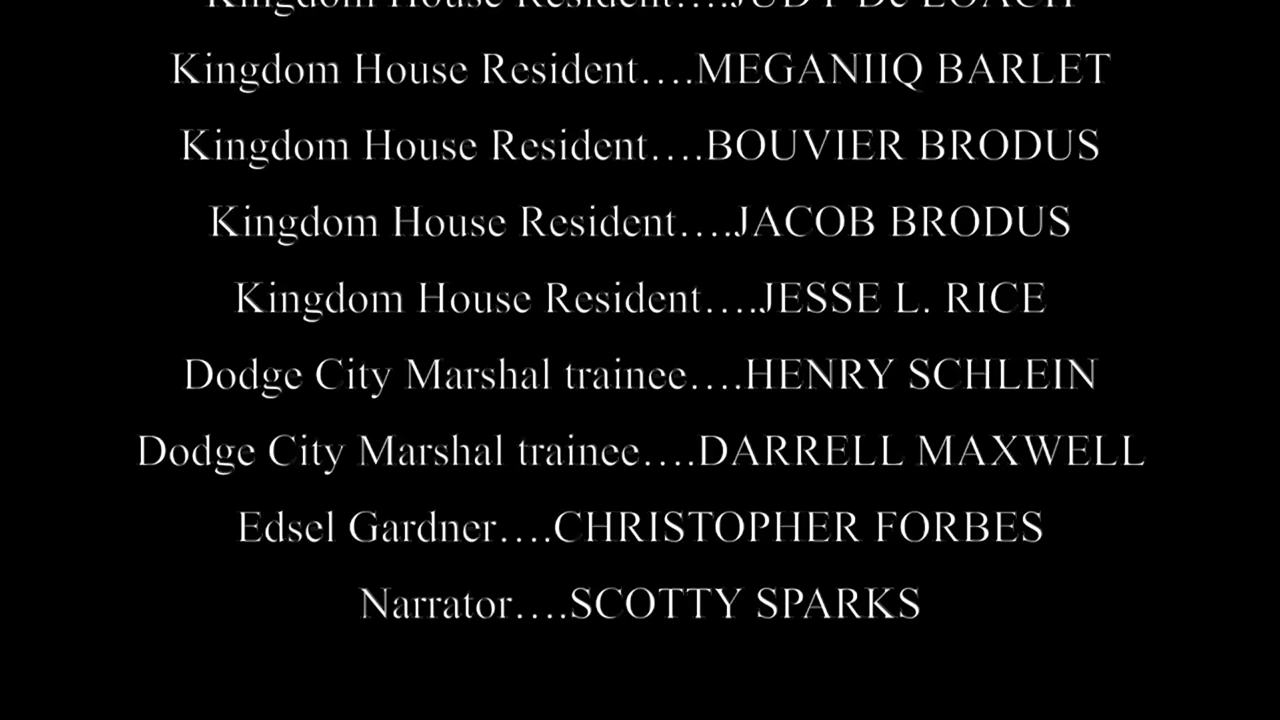 Kingdom House Resident….JUDY De LOACH
Kingdom House Resident….MEGANIIQ BARLET
Kingdom House Resident….BOUVIER BRODUS
Kingdom House Resident….JACOB BRODUS
Kingdom House Resident….JESSE L. RICE
Dodge City Marshal trainee….HENRY SCHLEIN
Dodge City Marshal trainee….DARRELL MAXWELL
Edsel Gardner….CHRISTOPHER FORBES
Narrator….SCOTTY SPARKS